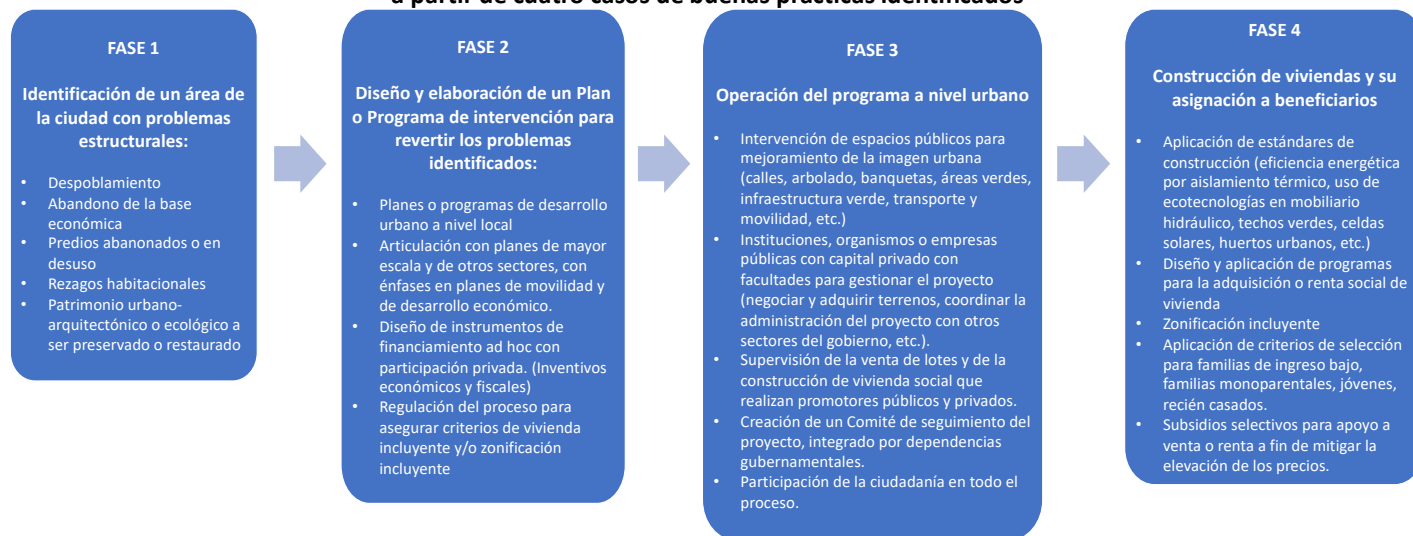 a partir de cuatro casos de buenas prácticas identificados
FASE 1
Identificación de un área de
la ciudad con problemas
estructurales:
• Despoblamiento
• Abandono de la base
económica
• Predios abanonados o en
desuso
• Rezagos habitacionales
• Patrimonio urbano-
arquitectónico o ecológico a
ser preservado o restaurado
FASE 2
Diseño y elaboración de un Plan
o Programa de intervención para
revertir los problemas
identificados:
• Planes o programas de desarrollo
urbano a nivel local
• Articulación con planes de mayor
escala y de otros sectores, con
énfases en planes de movilidad y
de desarrollo económico.
• Diseño de instrumentos de
financiamiento ad hoc con
participación privada. (Inventivos
económicos y fiscales)
• Regulación del proceso para
asegurar criterios de vivienda
incluyente y/o zonificación
incluyente
FASE 3
Operación del programa a nivel urbano
• Intervención de espacios públicos para
mejoramiento de la imagen urbana
(calles, arbolado, banquetas, áreas verdes,
infraestructura verde, transporte y
movilidad, etc.)
• Instituciones, organismos o empresas
públicas con capital privado con
facultades para gestionar el proyecto
(negociar y adquirir terrenos, coordinar la
administración del proyecto con otros
sectores del gobierno, etc.).
• Supervisión de la venta de lotes y de la
construcción de vivienda social que
realizan promotores públicos y privados.
• Creación de un Comité de seguimiento del
proyecto, integrado por dependencias
gubernamentales.
• Participación de la ciudadanía en todo el
proceso.
FASE 4
Construcción de viviendas y su
asignación a beneficiarios
• Aplicación de estándares de
construcción (eficiencia energética
por aislamiento térmico, uso de
ecotecnologías en mobiliario
hidráulico, techos verdes, celdas
solares, huertos urbanos, etc.)
• Diseño y aplicación de programas
para la adquisición o renta social de
vivienda
• Zonificación incluyente
• Aplicación de criterios de selección
para familias de ingreso bajo,
familias monoparentales, jóvenes,
recién casados.
• Subsidios selectivos para apoyo a
venta o renta a fin de mitigar la
elevación de los precios.